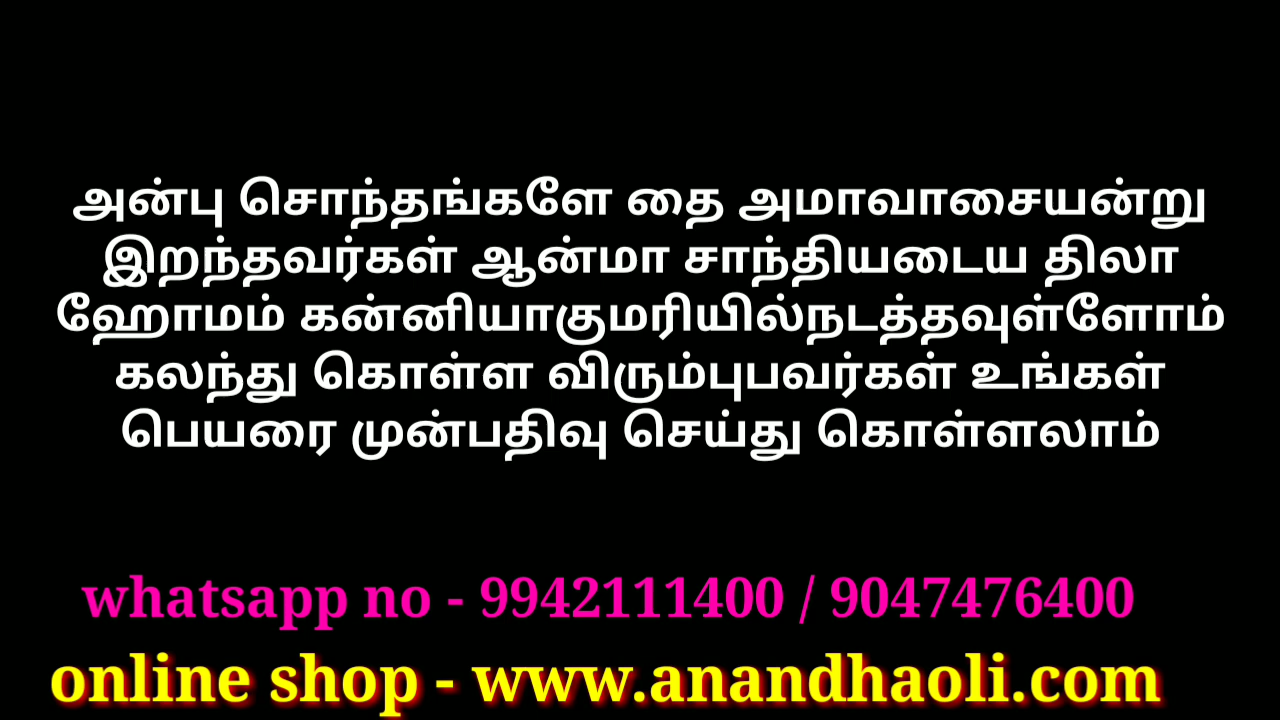 அன்பு சொந்தங்களே தை அமாவாசையன்று
இறந்தவர்கள் ஆன்மா சாந்தியடைய திலா
ஹோமம் கன்னியாகுமரியில்நடத்தவுள்ளோம்
கலந்து கொள்ள விரும்புபவர்கள் உங்கள்
பெயரை முன்பதிவு செய்து கொள்ளலாம்
whatsapp no - 9942111400 / 9047476400
online shop - www.anandhaoli.com